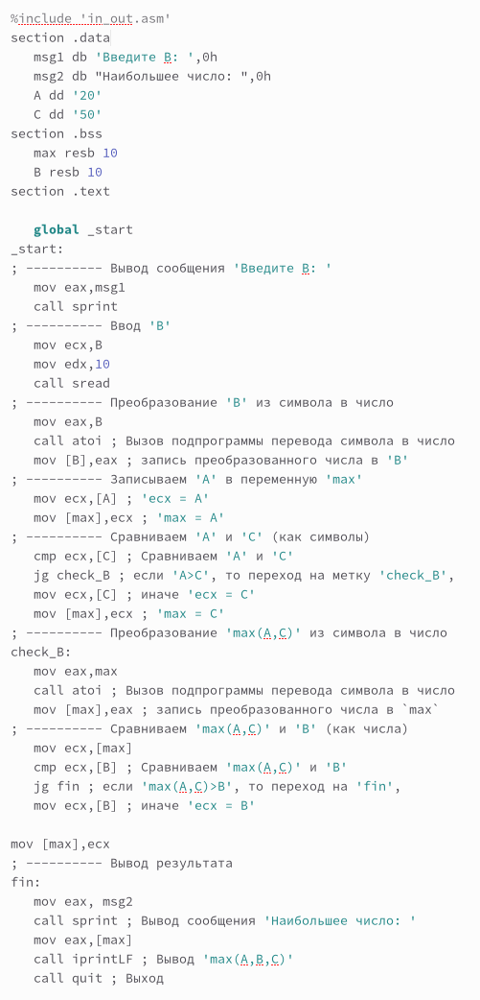 %include 'in_out.asm'
section .data
   msg1 db 'Введите B: ',0h
   msg2 db "Наибольшее число: ",0h
   A dd '20'
   C dd '50'
section .bss
   max resb 10
   B resb 10
section .text

   global _start
_start:
; ---------- Вывод сообщения 'Введите B: '
   mov eax,msg1
   call sprint
; ---------- Ввод 'B'
   mov ecx,B
   mov edx,10
   call sread
; ---------- Преобразование 'B' из символа в число
   mov eax,B
   call atoi ; Вызов подпрограммы перевода символа в число
   mov [B],eax ; запись преобразованного числа в 'B'
; ---------- Записываем 'A' в переменную 'max'
   mov ecx,[A] ; 'ecx = A'
   mov [max],ecx ; 'max = A'
; ---------- Сравниваем 'A' и 'С' (как символы)
   cmp ecx,[C] ; Сравниваем 'A' и 'С'
   jg check_B ; если 'A>C', то переход на метку 'check_B',
   mov ecx,[C] ; иначе 'ecx = C'
   mov [max],ecx ; 'max = C'
; ---------- Преобразование 'max(A,C)' из символа в число
check_B:
   mov eax,max
   call atoi ; Вызов подпрограммы перевода символа в число
   mov [max],eax ; запись преобразованного числа в `max`
; ---------- Сравниваем 'max(A,C)' и 'B' (как числа)
   mov ecx,[max]
   cmp ecx,[B] ; Сравниваем 'max(A,C)' и 'B'
   jg fin ; если 'max(A,C)>B', то переход на 'fin',
   mov ecx,[B] ; иначе 'ecx = B'

mov [max],ecx
; ---------- Вывод результата
fin:
   mov eax, msg2
   call sprint ; Вывод сообщения 'Наибольшее число: '
   mov eax,[max]
   call iprintLF ; Вывод 'max(A,B,C)'
   call quit ; Выход